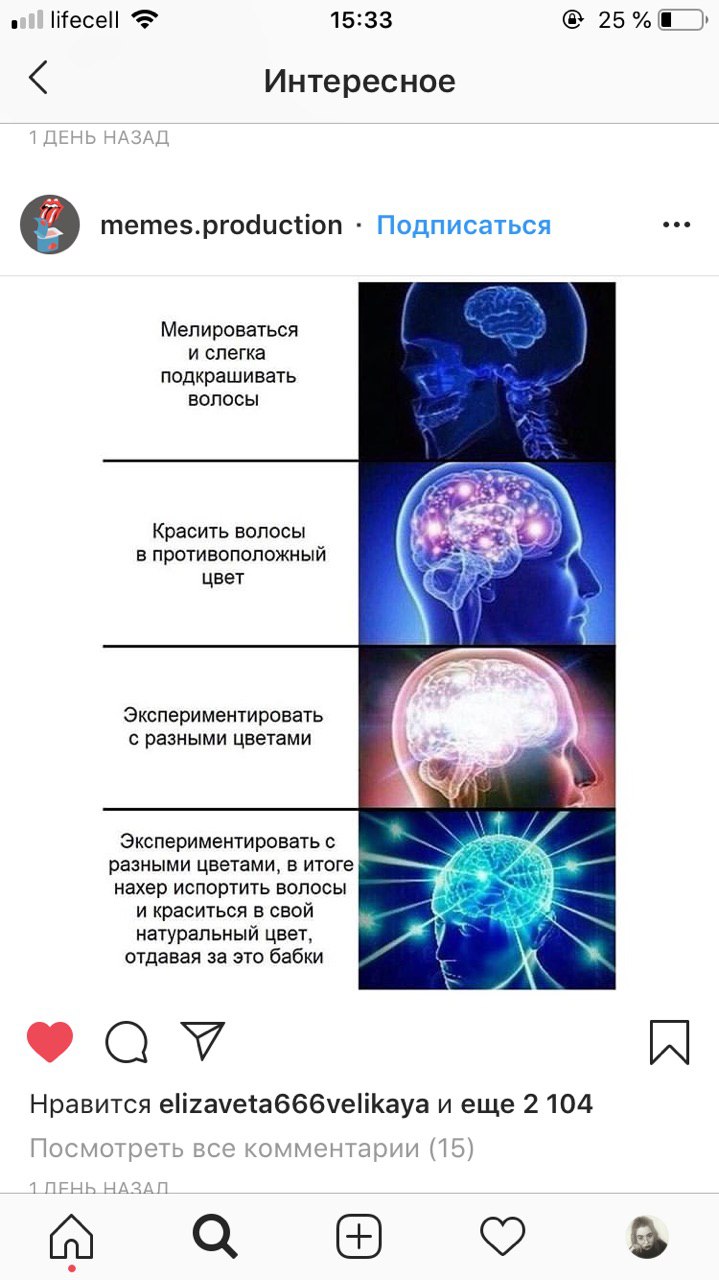 lifecell 15:33 25 %
Интересное
1 ДЕНЬ НАЗАД
memes.production · Подписаться
Мелироваться
и слегка
подкрашивать
волосы
Красить волосы
в противоположный
цвет
Экспериментировать
с разными цветами
Экспериментировать с
разными цветами, в итоге
нахер испортить волосы
и краситься в свой
натуральный цвет,
отдавая за это бабки
Нравится elizaveta666velikaya и еще 2 104
Посмотреть все комментарии (15)
1 ДЕНЬ НАЗАД